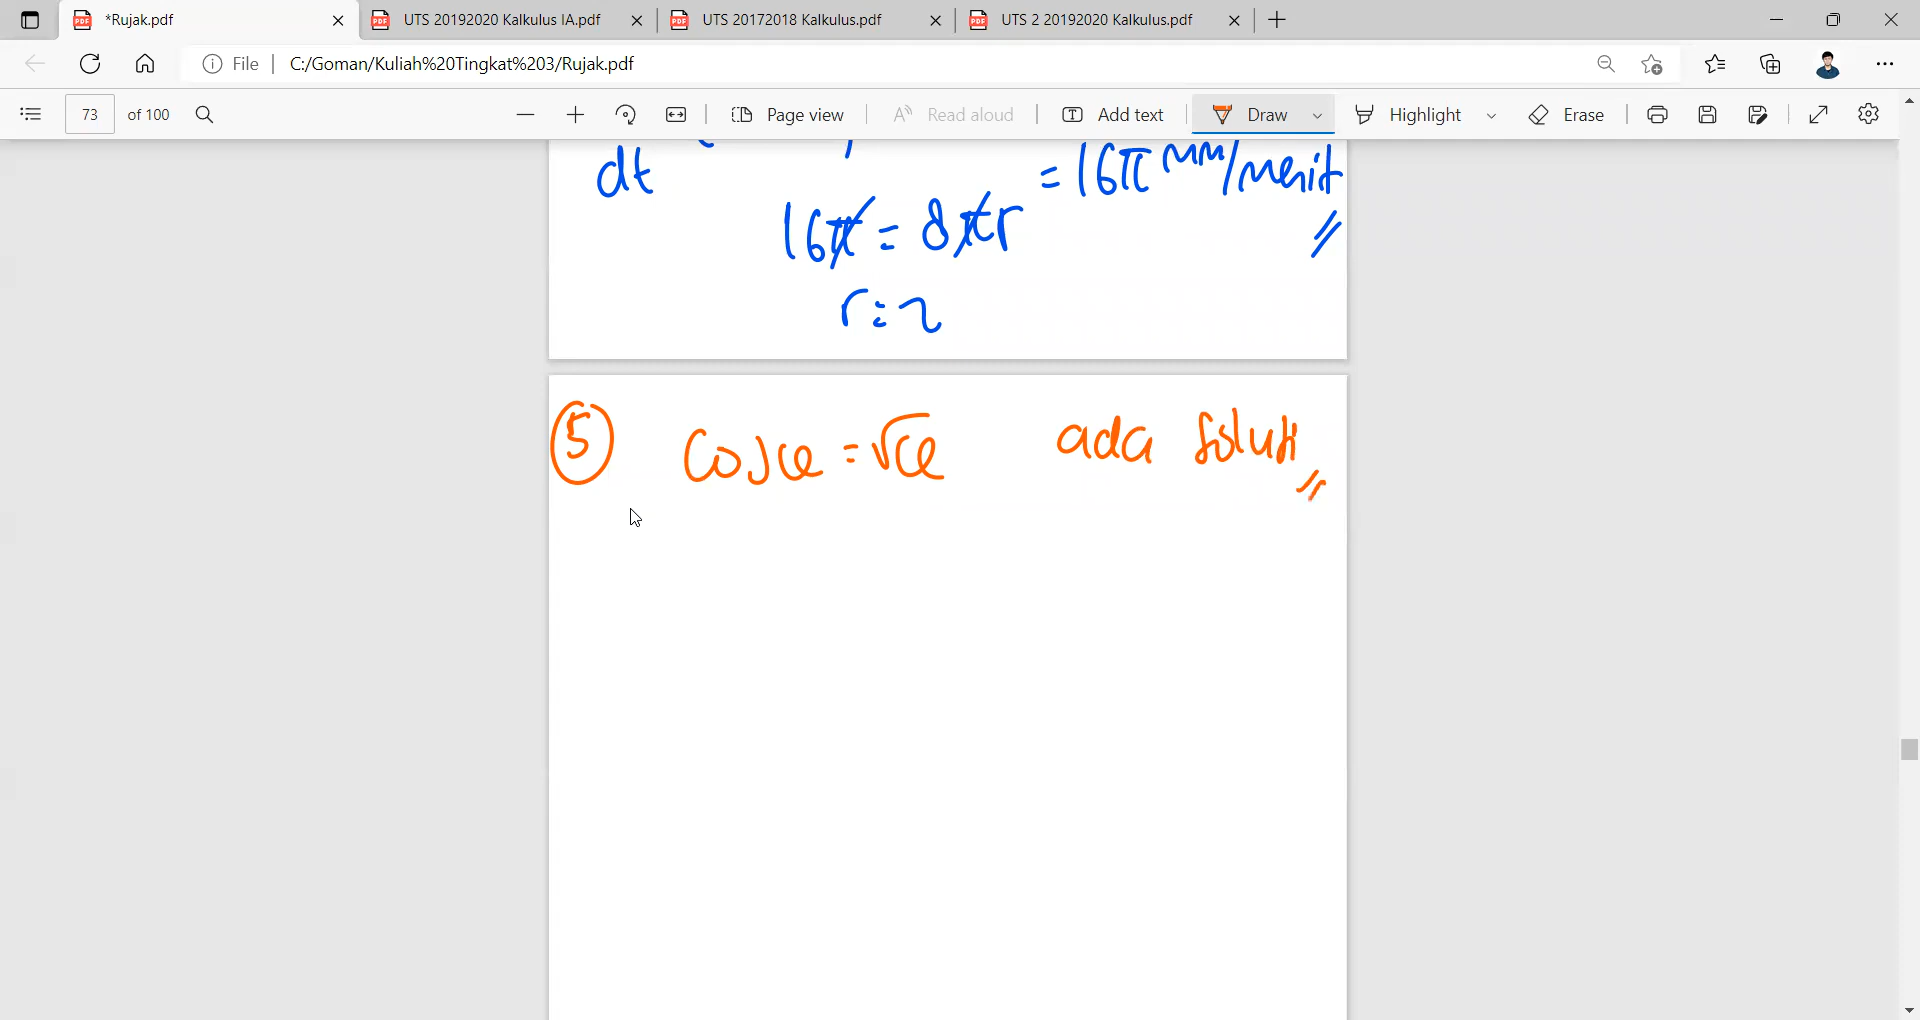 *Rujak.pdf
UTS 20192020 Kalkulus IA.pdf
UTS 20172018 Kalkulus.pdf
UTS 2 20192020 Kalkulus.pdf
File C:/Goman/Kuliah%20Tingkat%203/Rujak.pdf
73 of 100 Page view Read aloud Add text Draw Highlight Erase
dt = 16π mm/menit
16π = 8πr
r = 2
5 cos x = √x ada solusi